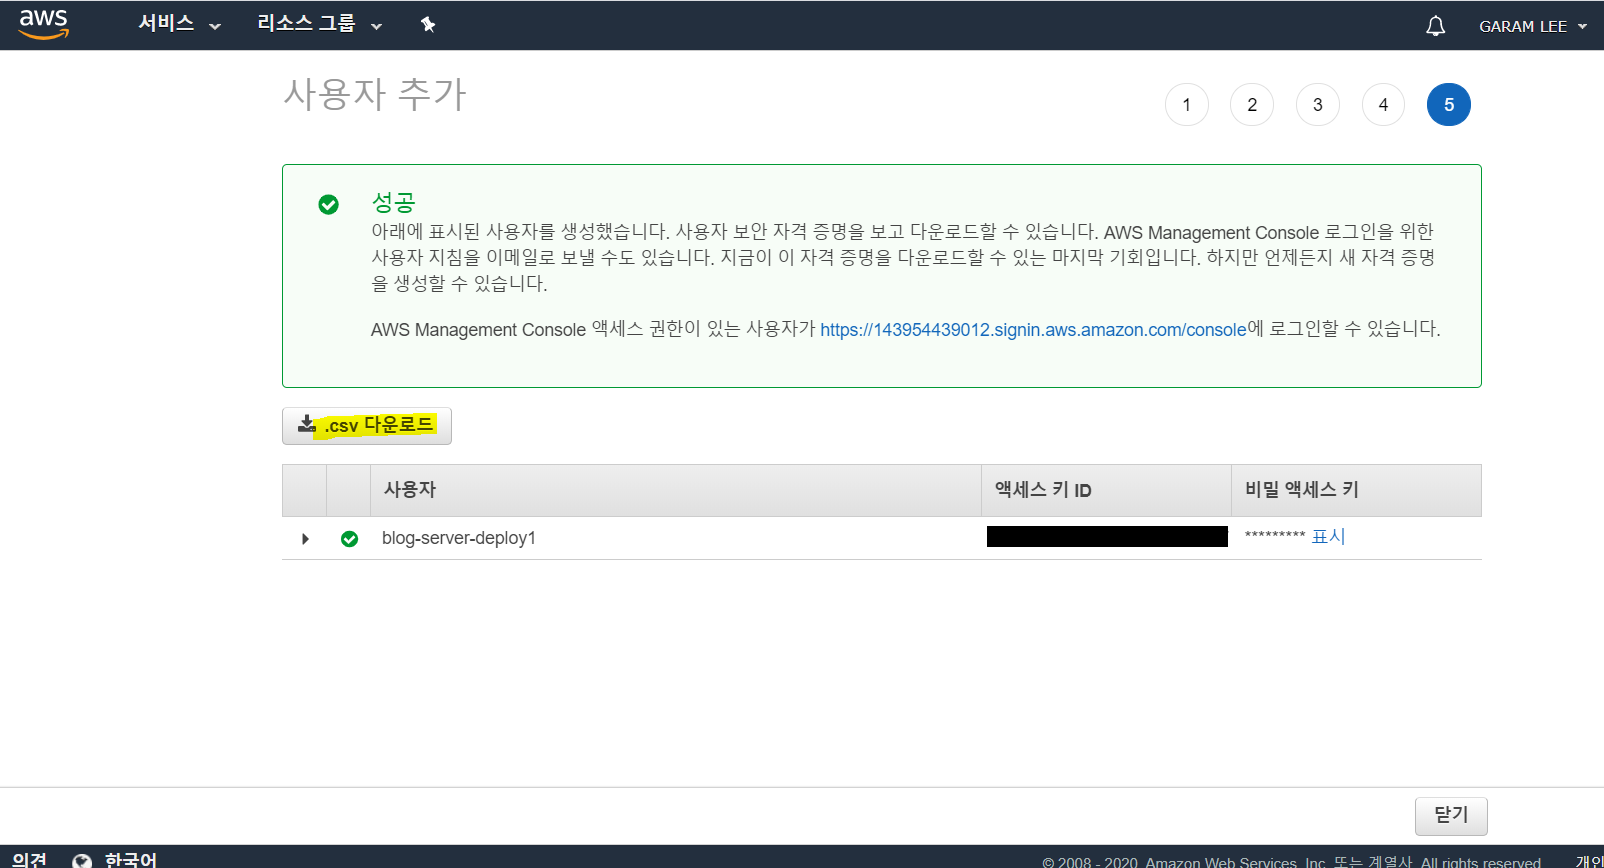 aws 서비스 리소스 그룹 GARAM LEE
사용자 추가
1 2 3 4 5
성공
아래에 표시된 사용자를 생성했습니다. 사용자 보안 자격 증명을 보고 다운로드할 수 있습니다. AWS Management Console 로그인을 위한
사용자 지침을 이메일로 보낼 수도 있습니다. 지금이 이 자격 증명을 다운로드할 수 있는 마지막 기회입니다. 하지만 언제든지 새 자격 증명
을 생성할 수 있습니다.
AWS Management Console 액세스 권한이 있는 사용자가 https://143954439012.signin.aws.amazon.com/console에 로그인할 수 있습니다.
.csv 다운로드
사용자 액세스 키 ID 비밀 액세스 키
blog-server-deploy1 ********* 표시
닫기
의견 한국어 © 2008 - 2020, Amazon Web Services, Inc. 또는 계열사. All rights reserved. 개인